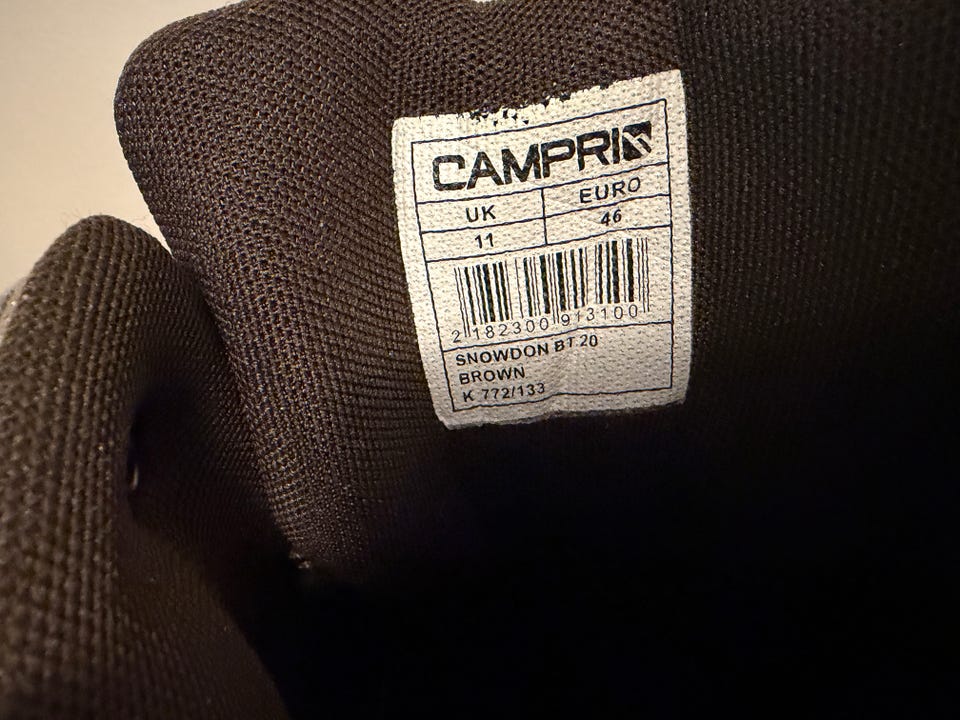 CAMPRI
UK EURO
11 46
2 182300 913100
SNOWDON BT.20
BROWN
K 772/133